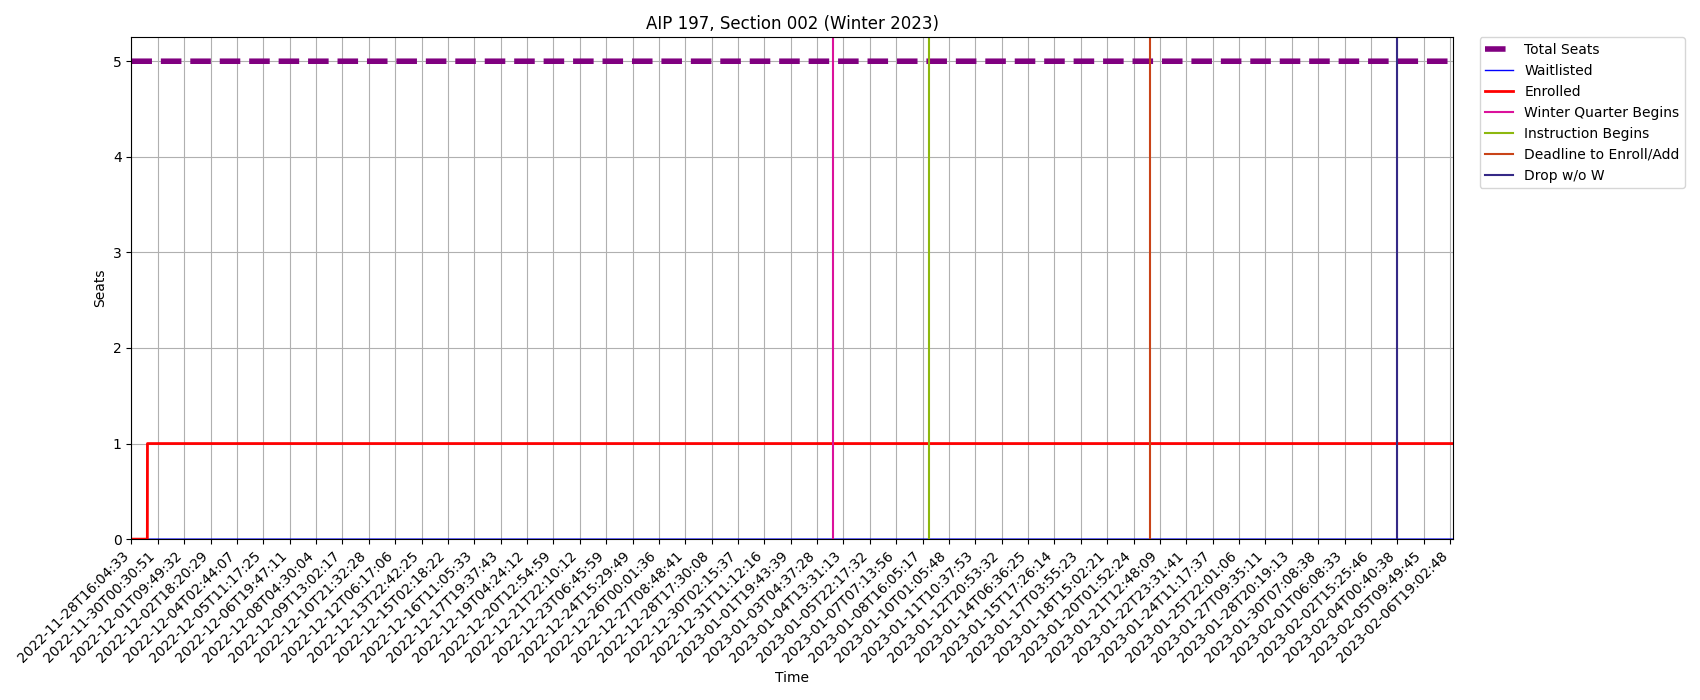 AIP 197, Section 002 (Winter 2023)
Total Seats
Waitlisted
Enrolled
Winter Quarter Begins
Instruction Begins
Deadline to Enroll/Add
Drop w/o W
Seats
5
4
3
2
1
0
2022-11-28T16:04:33
2022-11-30T00:30:51
2022-12-01T09:49:32
2022-12-02T18:20:29
2022-12-04T02:44:07
2022-12-05T11:17:25
2022-12-06T19:47:11
2022-12-08T04:30:04
2022-12-09T13:02:17
2022-12-10T21:32:28
2022-12-12T06:17:06
2022-12-13T22:42:25
2022-12-15T02:18:22
2022-12-16T11:05:33
2022-12-17T19:37:43
2022-12-19T04:24:12
2022-12-20T12:54:59
2022-12-21T22:10:12
2022-12-23T06:45:59
2022-12-24T15:29:49
2022-12-26T00:01:36
2022-12-27T08:48:41
2022-12-28T17:30:08
2022-12-30T02:15:37
2022-12-31T11:12:16
2023-01-01T19:43:39
2023-01-03T04:37:28
2023-01-04T13:31:13
2023-01-05T22:17:32
2023-01-07T07:13:56
2023-01-08T16:05:17
2023-01-10T01:05:48
2023-01-11T10:37:53
2023-01-12T20:53:32
2023-01-14T06:36:25
2023-01-15T17:26:14
2023-01-17T03:55:23
2023-01-18T15:02:21
2023-01-20T01:52:24
2023-01-21T12:48:09
2023-01-22T23:31:41
2023-01-24T11:17:37
2023-01-25T22:01:06
2023-01-27T09:35:11
2023-01-28T20:19:13
2023-01-30T07:08:38
2023-02-01T06:08:33
2023-02-02T15:25:46
2023-02-04T00:40:38
2023-02-05T09:49:45
2023-02-06T19:02:48
Time